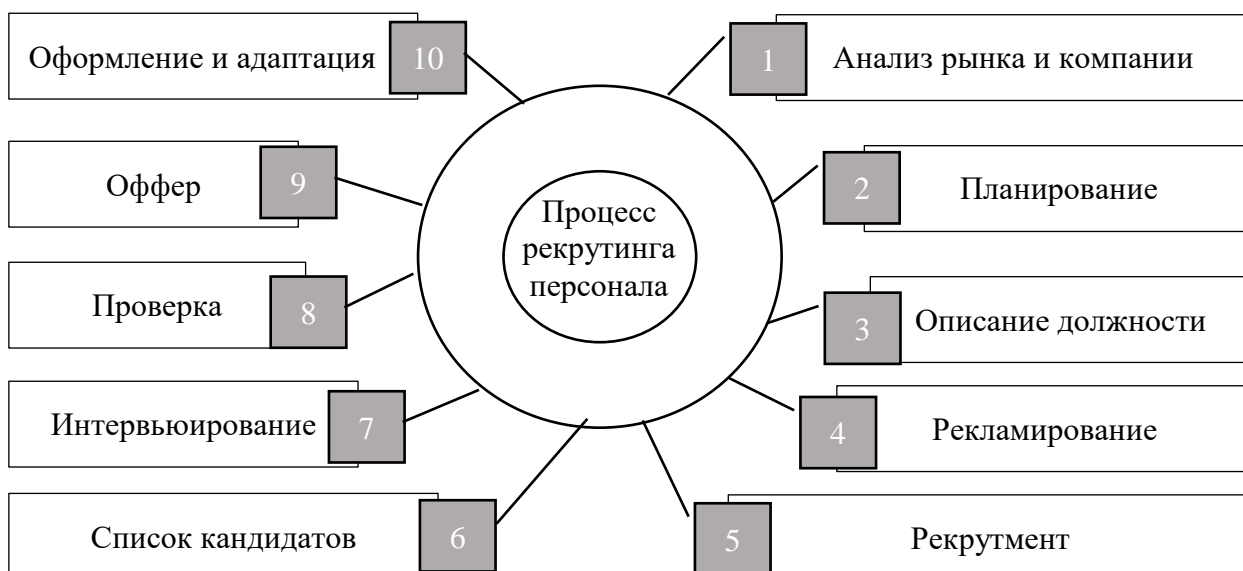 Оформление и адаптация
10
1
Анализ рынка и компании
Оффер
9
2
Планирование
Процесс
рекрутинга
персонала
Проверка
8
3
Описание должности
Интервьюирование
7
4
Рекламирование
Список кандидатов
6
5
Рекрутмент